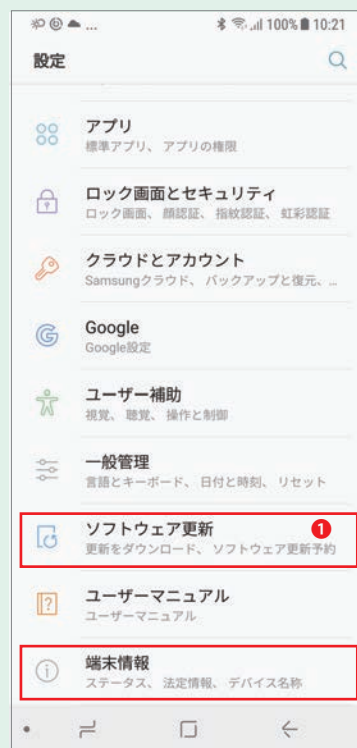 ... 100% 10:21
設定
アプリ
標準アプリ、 アプリの権限
ロック画面とセキュリティ
ロック画面、 顔認証、 指紋認証、 虹彩認証
クラウドとアカウント
Samsungクラウド、 バックアップと復元、 ...
Google
Google設定
ユーザー補助
視覚、 聴覚、 操作と制御
一般管理
言語とキーボード、 日付と時刻、 リセット
ソフトウェア更新 1
更新をダウンロード、 ソフトウェア更新予約
ユーザーマニュアル
ユーザーマニュアル
端末情報
ステータス、 法定情報、 デバイス名称